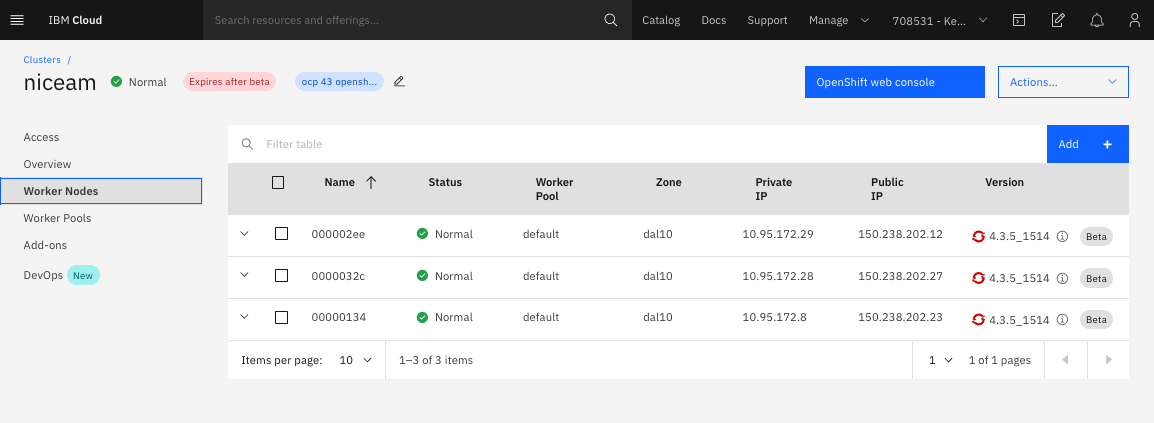 IBM Cloud
Search resources and offerings...
Catalog
Docs
Support
Manage
708531 - Ke...
Clusters /
niceam
Normal
Expires after beta
ocp 43 opensh...
OpenShift web console
Actions...
Access
Overview
Worker Nodes
Worker Pools
Add-ons
DevOps New
Filter table
Add +
Name Status Worker Pool Zone Private IP Public IP Version
000002ee Normal default dal10 10.95.172.29 150.238.202.12 4.3.5_1514 Beta
0000032c Normal default dal10 10.95.172.28 150.238.202.27 4.3.5_1514 Beta
00000134 Normal default dal10 10.95.172.8 150.238.202.23 4.3.5_1514 Beta
Items per page: 10 1–3 of 3 items 1 1 of 1 pages